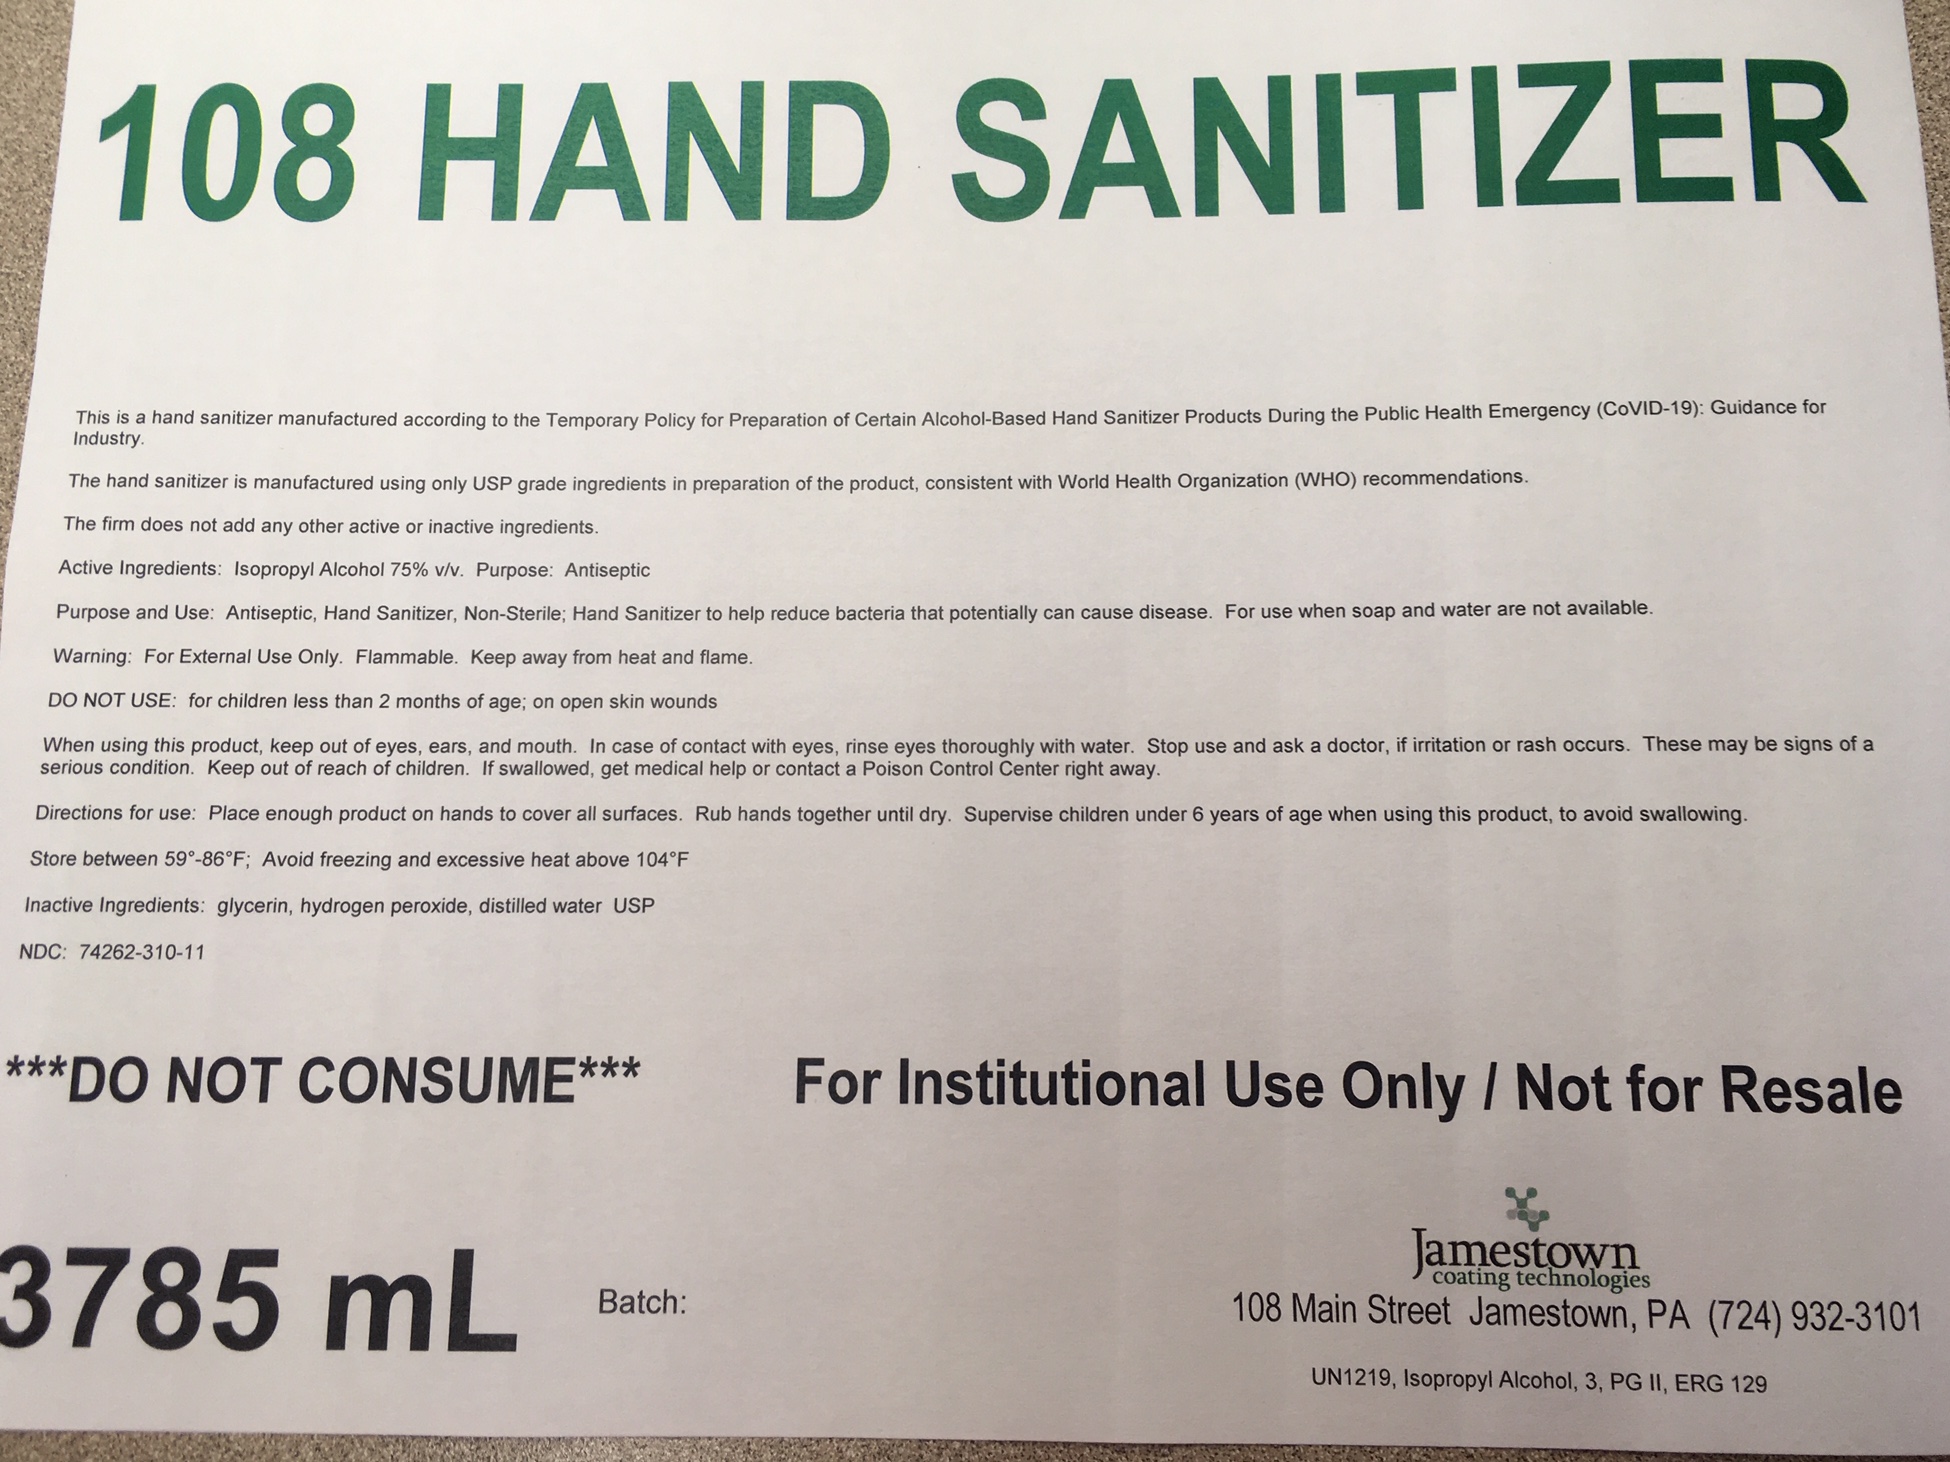 108 HAND SANITIZER
This is a hand sanitizer manufactured according to the Temporary Policy for Preparation of Certain Alcohol-Based Hand Sanitizer Products During the Public Health Emergency (CoVID-19): Guidance for
Industry.
The hand sanitizer is manufactured using only USP grade ingredients in preparation of the product, consistent with World Health Organization (WHO) recommendations.
The firm does not add any other active or inactive ingredients.
Active Ingredients: Isopropyl Alcohol 75% v/v. Purpose: Antiseptic
Purpose and Use: Antiseptic, Hand Sanitizer, Non-Sterile; Hand Sanitizer to help reduce bacteria that potentially can cause disease. For use when soap and water are not available.
Warning: For External Use Only. Flammable. Keep away from heat and flame.
DO NOT USE: for children less than 2 months of age; on open skin wounds
When using this product, keep out of eyes, ears, and mouth. In case of contact with eyes, rinse eyes thoroughly with water. Stop use and ask a doctor, if irritation or rash occurs. These may be signs of a
serious condition. Keep out of reach of children. If swallowed, get medical help or contact a Poison Control Center right away.
Directions for use: Place enough product on hands to cover all surfaces. Rub hands together until dry. Supervise children under 6 years of age when using this product, to avoid swallowing.
Store between 59°-86°F; Avoid freezing and excessive heat above 104°F
Inactive Ingredients: glycerin, hydrogen peroxide, distilled water USP
NDC: 74262-310-11
***DO NOT CONSUME*** For Institutional Use Only / Not for Resale
3785 mL Batch:
Jamestown
coating technologies
108 Main Street Jamestown, PA (724) 932-3101
UN1219, Isopropyl Alcohol, 3, PG II, ERG 129